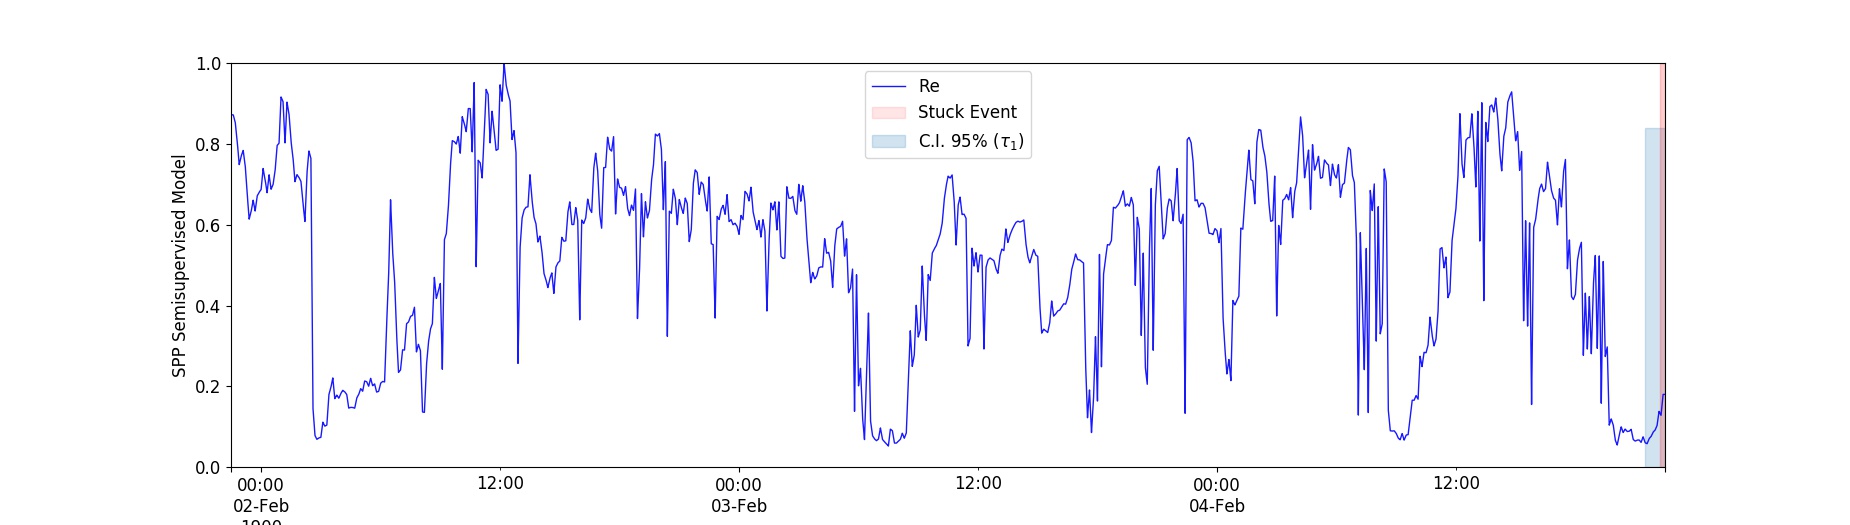 1.0
0.8
0.6
0.4
0.2
0.0
SPP Semisupervised Model
Re
Stuck Event
C.I. 95% (τ₁)
00:00 12:00 00:00 12:00 00:00 12:00
02-Feb 03-Feb 04-Feb
1900